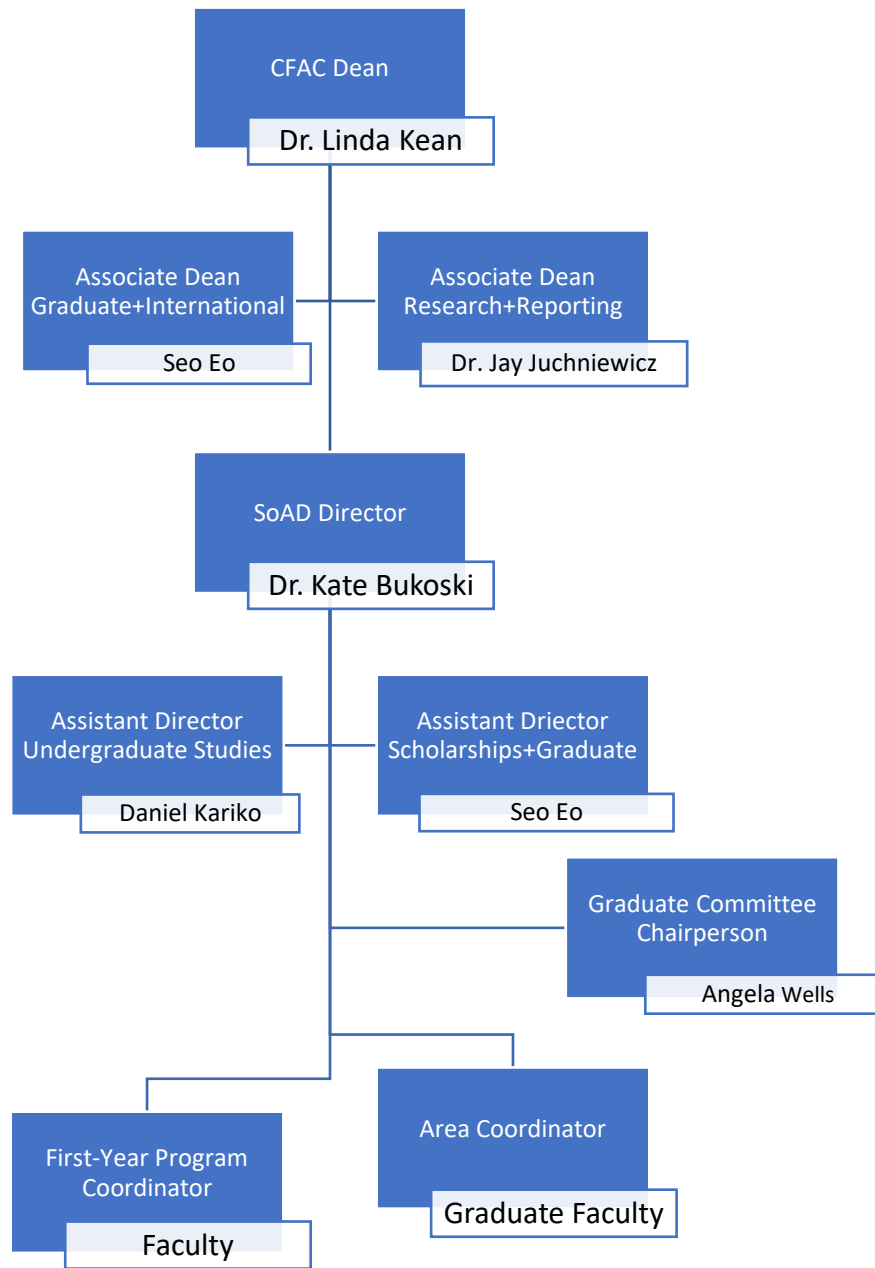 CFAC Dean
Dr. Linda Kean
Associate Dean
Graduate+International
Seo Eo
Associate Dean
Research+Reporting
Dr. Jay Juchniewicz
SoAD Director
Dr. Kate Bukoski
Assistant Director
Undergraduate Studies
Daniel Kariko
Assistant Driector
Scholarships+Graduate
Seo Eo
Graduate Committee
Chairperson
Angela Wells
First-Year Program
Coordinator
Faculty
Area Coordinator
Graduate Faculty